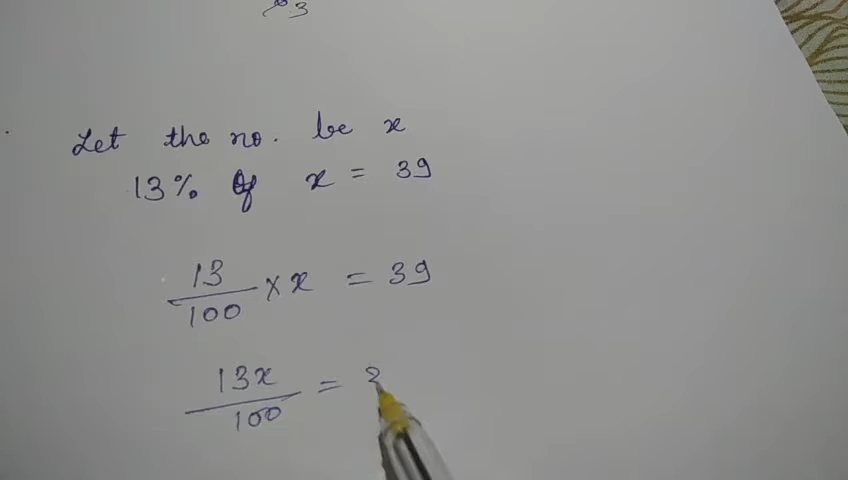 Let the no. be x
13% of x = 39
13/100 × x = 39
13x/100 = 3